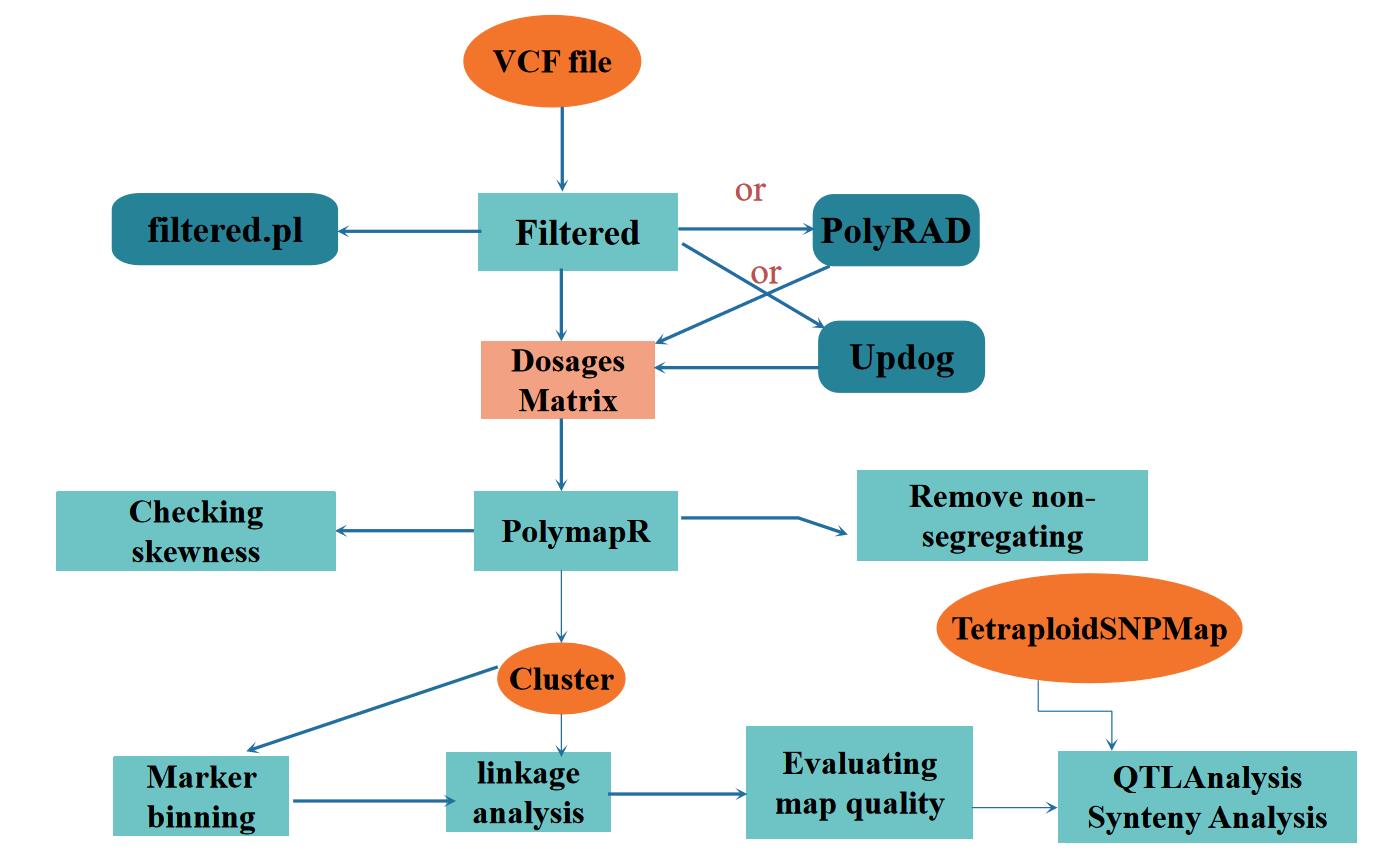 VCF file
or
filtered.pl
Filtered
PolyRAD
or
Updog
Dosages
Matrix
Checking
skewness
PolymapR
Remove non-
segregating
TetraploidSNPMap
Cluster
Marker
binning
linkage
analysis
Evaluating
map quality
QTLAnalysis
Synteny Analysis